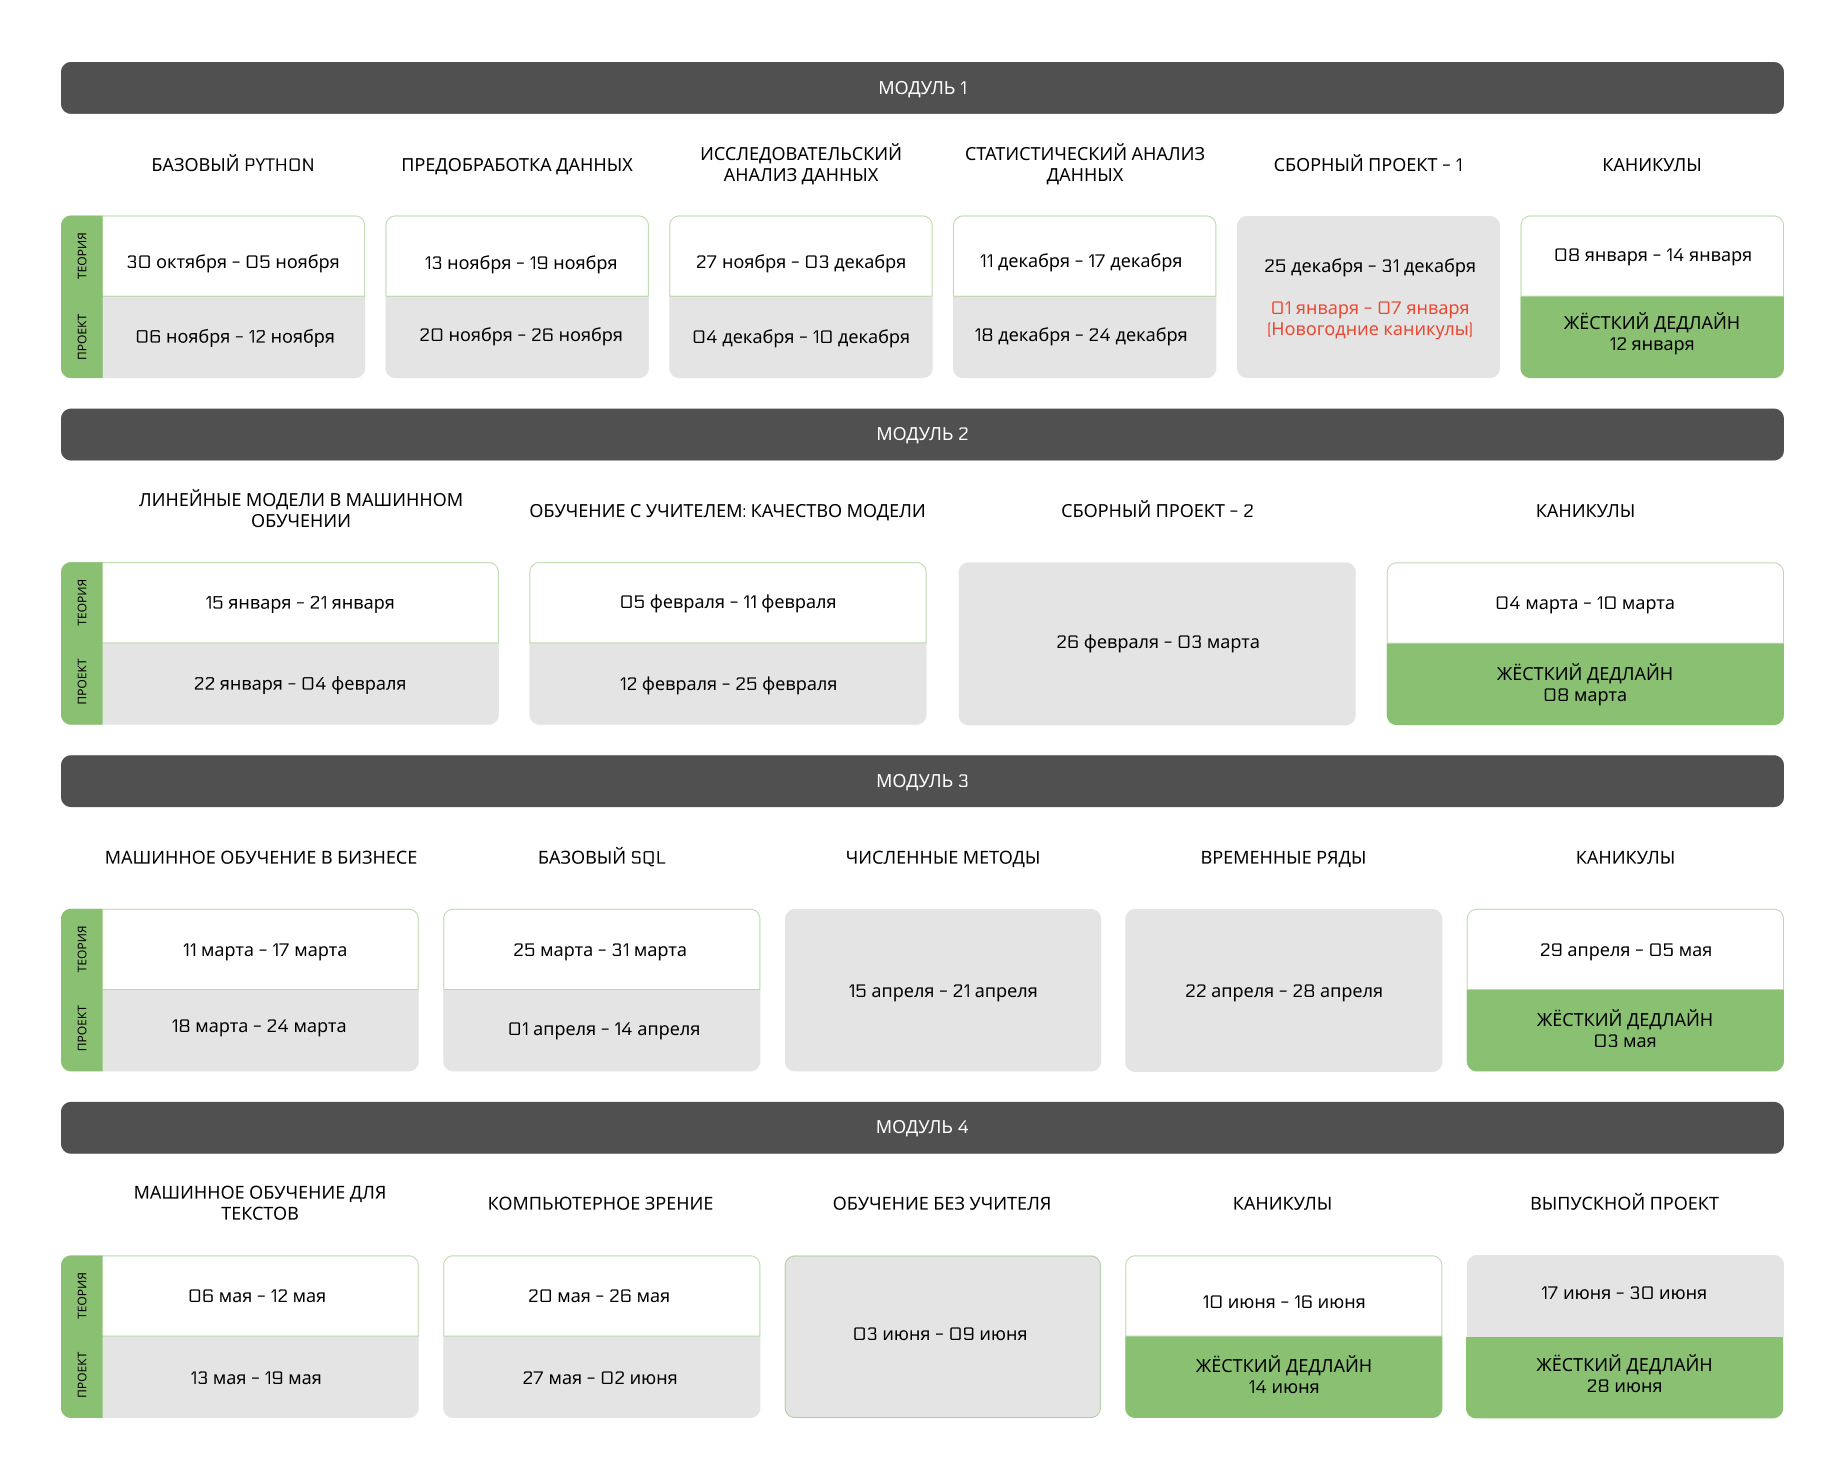 МОДУЛЬ 1
БАЗОВЫЙ PYTHON
ПРЕДОБРАБОТКА ДАННЫХ
ИССЛЕДОВАТЕЛЬСКИЙ
АНАЛИЗ ДАННЫХ
СТАТИСТИЧЕСКИЙ АНАЛИЗ
ДАННЫХ
СБОРНЫЙ ПРОЕКТ – 1
КАНИКУЛЫ
ТЕОРИЯ
30 октября – 05 ноября
13 ноября – 19 ноября
27 ноября – 03 декабря
11 декабря – 17 декабря
25 декабря – 31 декабря
01 января – 07 января
(Новогодние каникулы)
08 января – 14 января
ПРОЕКТ
06 ноября – 12 ноября
20 ноября – 26 ноября
04 декабря – 10 декабря
18 декабря – 24 декабря
ЖЁСТКИЙ ДЕДЛАЙН
12 января
МОДУЛЬ 2
ЛИНЕЙНЫЕ МОДЕЛИ В МАШИННОМ
ОБУЧЕНИИ
ОБУЧЕНИЕ С УЧИТЕЛЕМ: КАЧЕСТВО МОДЕЛИ
СБОРНЫЙ ПРОЕКТ – 2
КАНИКУЛЫ
ТЕОРИЯ
15 января – 21 января
05 февраля – 11 февраля
26 февраля – 03 марта
04 марта – 10 марта
ПРОЕКТ
22 января – 04 февраля
12 февраля – 25 февраля
ЖЁСТКИЙ ДЕДЛАЙН
08 марта
МОДУЛЬ 3
МАШИННОЕ ОБУЧЕНИЕ В БИЗНЕСЕ
БАЗОВЫЙ SQL
ЧИСЛЕННЫЕ МЕТОДЫ
ВРЕМЕННЫЕ РЯДЫ
КАНИКУЛЫ
ТЕОРИЯ
11 марта – 17 марта
25 марта – 31 марта
15 апреля – 21 апреля
22 апреля – 28 апреля
29 апреля – 05 мая
ПРОЕКТ
18 марта – 24 марта
01 апреля – 14 апреля
ЖЁСТКИЙ ДЕДЛАЙН
03 мая
МОДУЛЬ 4
МАШИННОЕ ОБУЧЕНИЕ ДЛЯ
ТЕКСТОВ
КОМПЬЮТЕРНОЕ ЗРЕНИЕ
ОБУЧЕНИЕ БЕЗ УЧИТЕЛЯ
КАНИКУЛЫ
ВЫПУСКНОЙ ПРОЕКТ
ТЕОРИЯ
06 мая – 12 мая
20 мая – 26 мая
03 июня – 09 июня
10 июня – 16 июня
17 июня – 30 июня
ПРОЕКТ
13 мая – 19 мая
27 мая – 02 июня
ЖЁСТКИЙ ДЕДЛАЙН
14 июня
ЖЁСТКИЙ ДЕДЛАЙН
28 июня